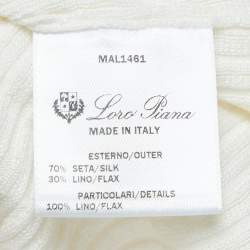 MAL1461
Loro Piana
MADE IN ITALY
ESTERNO/OUTER
70% SETA/SILK
30% LINO/FLAX
PARTICOLARI/DETAILS
100% LINO/FLAX